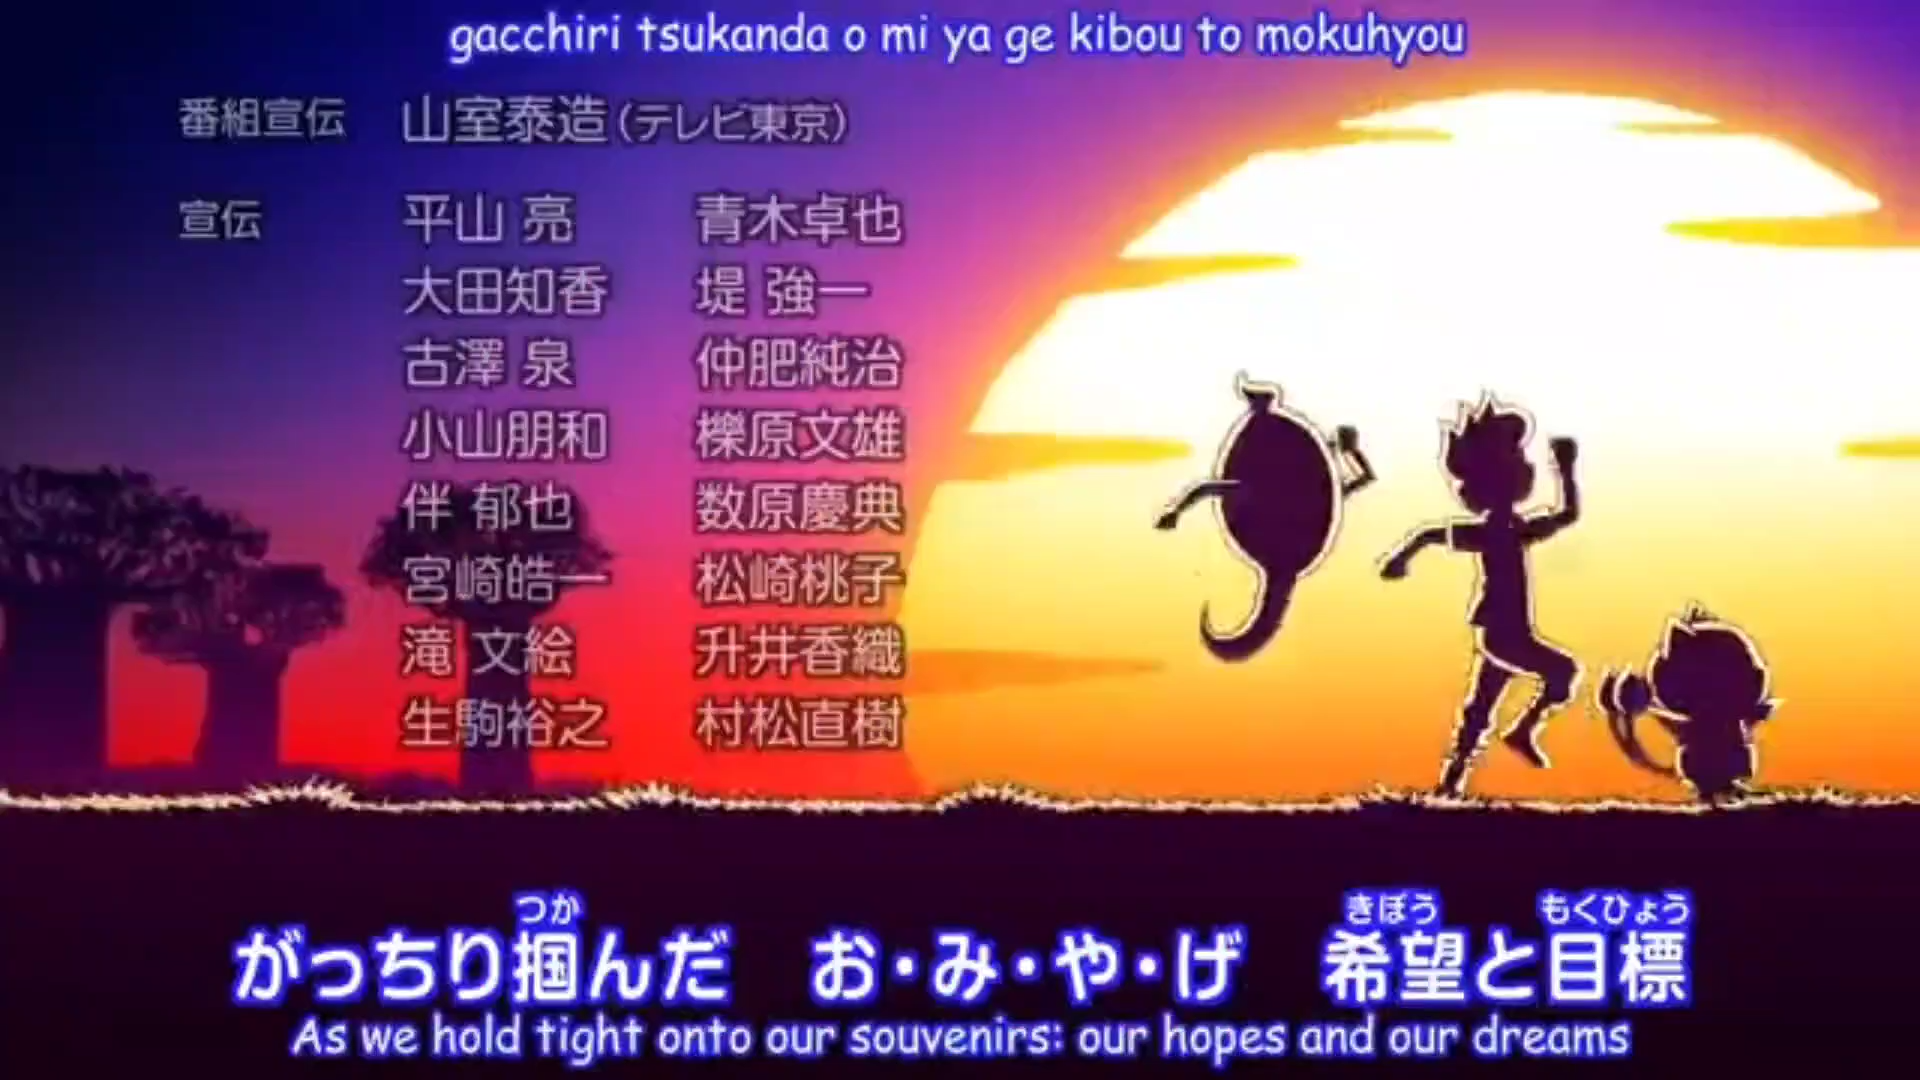 gacchiri tsukanda o mi ya ge kibou to mokuhyou
番組宣伝 山室泰造(テレビ東京)
宣伝 平山 亮 青木卓也
大田知香 堤 強一
古澤 泉 仲肥純治
小山朋和 櫟原文雄
伴 郁也 数原慶典
宮崎皓一 松崎桃子
滝 文絵 升井香織
生駒裕之 村松直樹
つか きぼう もくひょう
がっちり掴んだ お・み・や・げ 希望と目標
As we hold tight onto our souvenirs: our hopes and our dreams